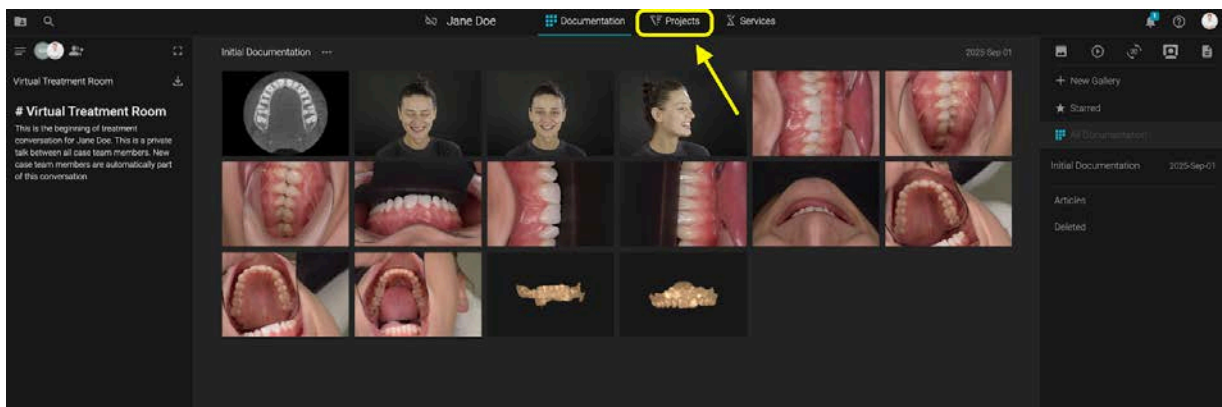 Jane Doe
Documentation
Projects
Services
1
Initial Documentation ...
2025-Sep-01
Virtual Treatment Room
# Virtual Treatment Room
This is the beginning of treatment
conversation for Jane Doe. This is a private
talk between all case team members. New
case team members are automatically part
of this conversation
+ New Gallery
Starred
All Documentation
Initial Documentation 2025-Sep-01
Articles
Deleted